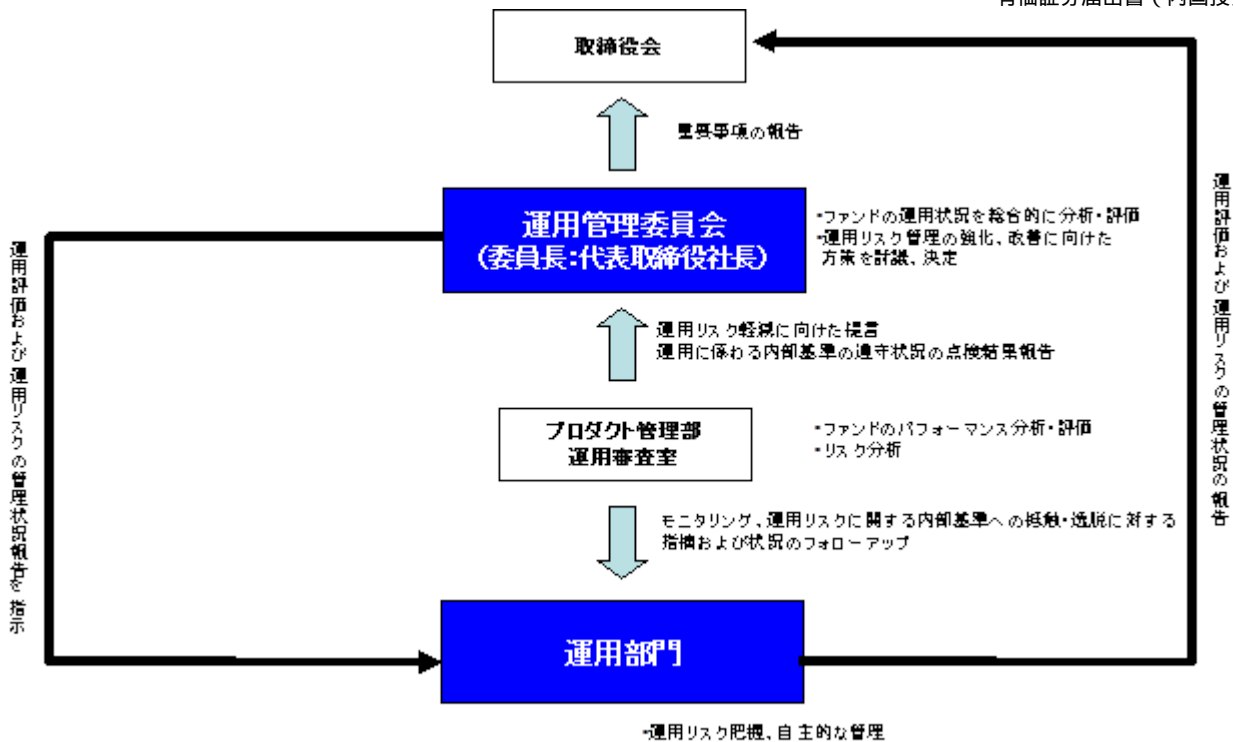 有価証券届出書（内国投
取締役会
重要事項の報告
運用管理委員会
（委員長：代表取締役社長）
・ファンドの運用状況を総合的に分析・評価
・運用リスク管理の強化、改善に向けた
方策を討議、決定
運用リスク軽減に向けた提言
運用に係わる内部基準の遵守状況の点検結果報告
プロダクト管理部
運用審査室
・ファンドのパフォーマンス分析・評価
・リスク分析
モニタリング、運用リスクに関する内部基準への抵触・逸脱に対する
指摘および状況のフォローアップ
運用部門
・運用リスク把握、自主的な管理
運用評価および運用リスクの管理状況報告を指示
運用評価および運用リスクの管理状況の報告